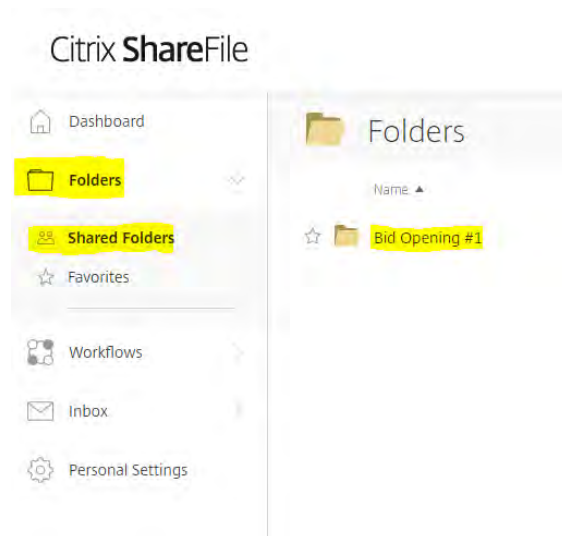 Citrix ShareFile
Dashboard
Folders
Shared Folders
Favorites
Workflows
Inbox
Personal Settings
Folders
Name
Bid Opening #1